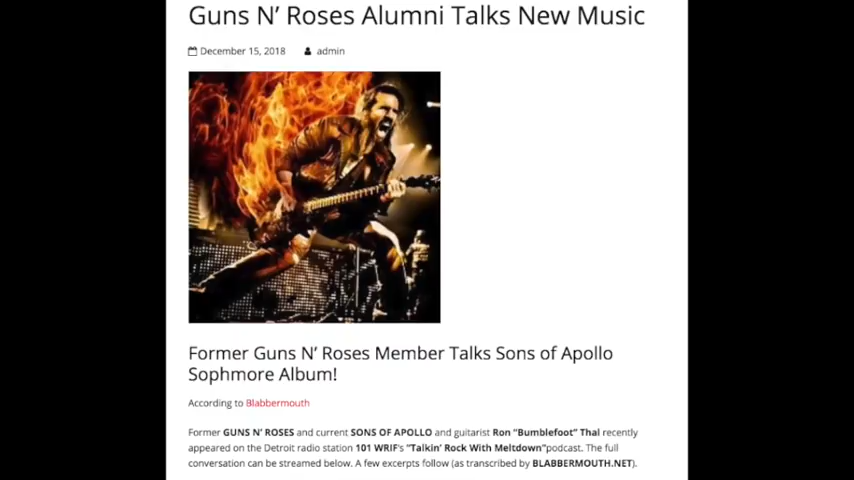 Guns N’ Roses Alumni Talks New Music
December 15, 2018 admin
Former Guns N’ Roses Member Talks Sons of Apollo
Sophmore Album!
According to Blabbermouth
Former GUNS N’ ROSES and current SONS OF APOLLO and guitarist Ron “Bumblefoot” Thal recently
appeared on the Detroit radio station 101 WRIF‘s “Talkin’ Rock With Meltdown”podcast. The full
conversation can be streamed below. A few excerpts follow (as transcribed by BLABBERMOUTH.NET).